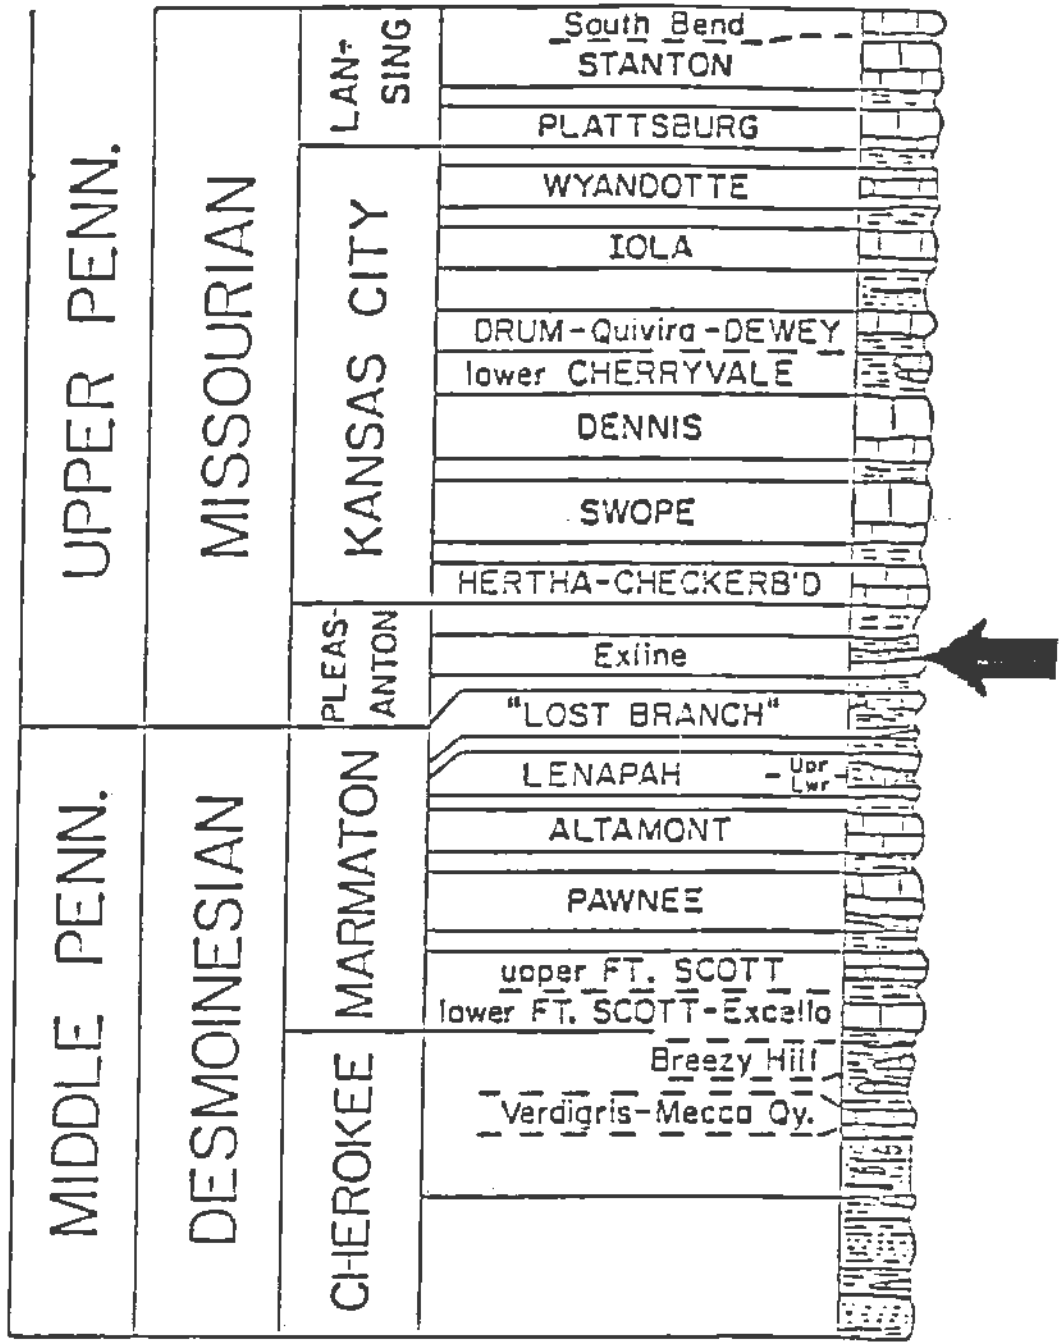 UPPER PENN.
MIDDLE PENN.
MISSOURIAN
DESMOINESIAN
LAN-
SING
KANSAS CITY
PLEAS-
ANTON
MARMATON
CHEROKEE
South Bend
STANTON
PLATTSBURG
WYANDOTTE
IOLA
DRUM-Quivira-DEWEY
lower CHERRYVALE
DENNIS
SWOPE
HERTHA-CHECKERB'D
Exline
"LOST BRANCH"
LENAPAH
Upr
Lwr
ALTAMONT
PAWNEE
upper FT. SCOTT
lower FT. SCOTT-Excello
Breezy Hill
Verdigris-Mecca Qy.